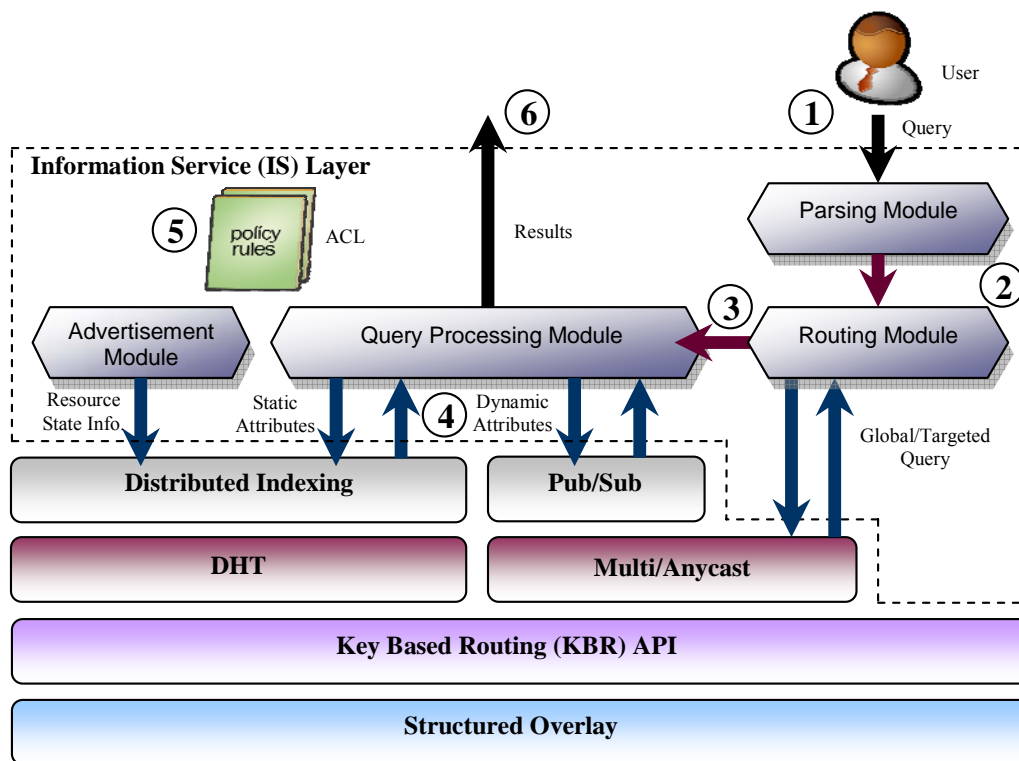 User
1
Query
6
Information Service (IS) Layer
Parsing Module
5
policy
rules
ACL
Results
2
3
Advertisement
Module
Query Processing Module
Routing Module
Resource
State Info.
Static
Attributes
4
Dynamic
Attributes
Global/Targeted
Query
Distributed Indexing
Pub/Sub
DHT
Multi/Anycast
Key Based Routing (KBR) API
Structured Overlay